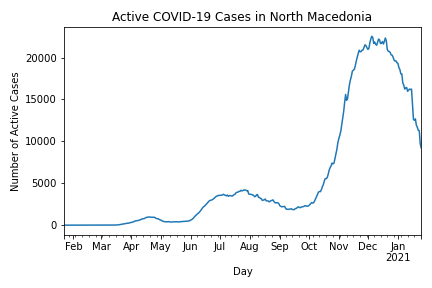 Active COVID-19 Cases in North Macedonia
Number of Active Cases
20000
15000
10000
5000
0
Feb Mar Apr May Jun Jul Aug Sep Oct Nov Dec Jan
2021
Day